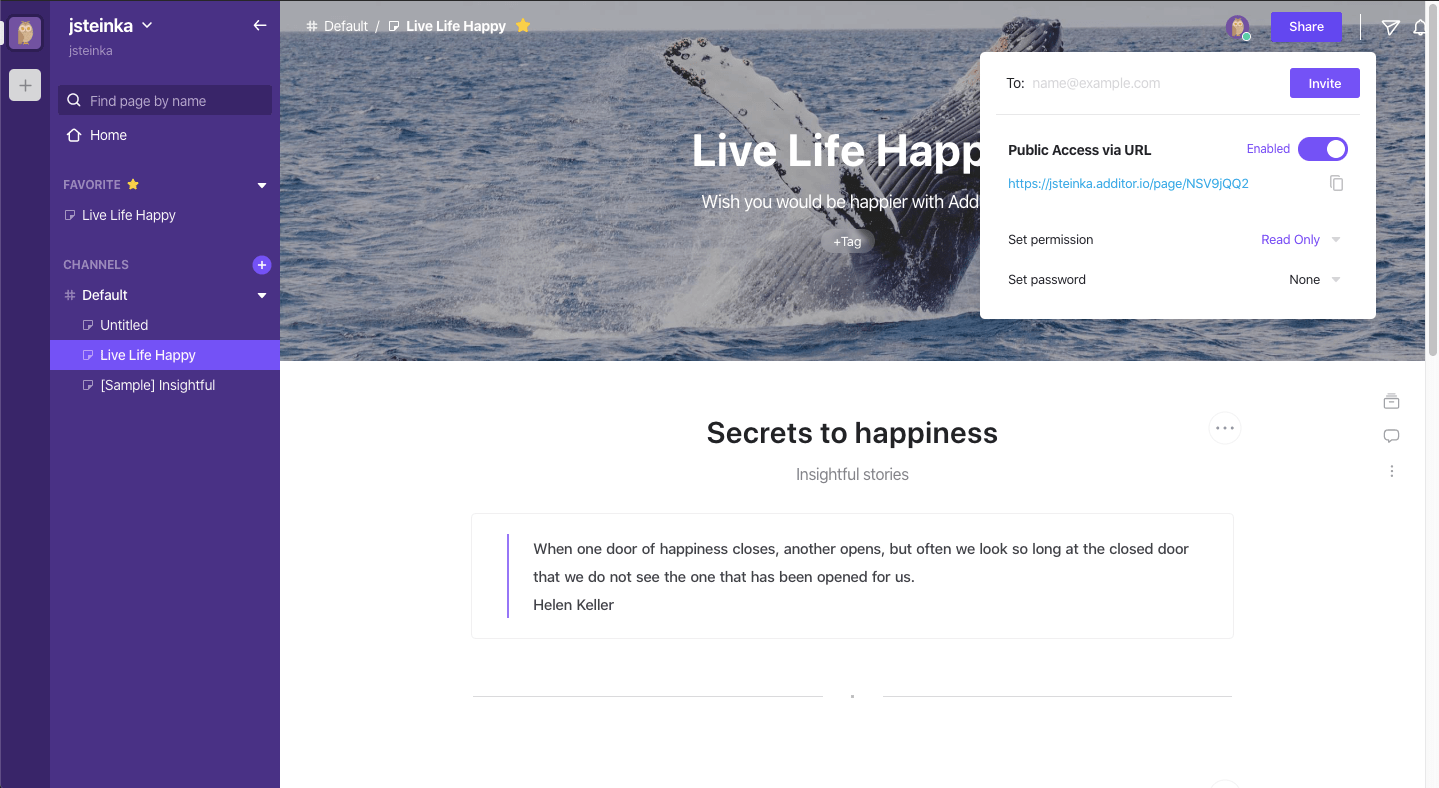 jsteinka
jsteinka
Find page by name
Home
FAVORITE
Live Life Happy
CHANNELS
+
# Default
Untitled
Live Life Happy
[Sample] Insightful
# Default / Live Life Happy
Share
Live Life Happ
Wish you would be happier with Add
+Tag
To: name@example.com
Invite
Public Access via URL Enabled
https://jsteinka.additor.io/page/NSV9jQQ2
Set permission Read Only
Set password None
Secrets to happiness
Insightful stories
When one door of happiness closes, another opens, but often we look so long at the closed door
that we do not see the one that has been opened for us.
Helen Keller